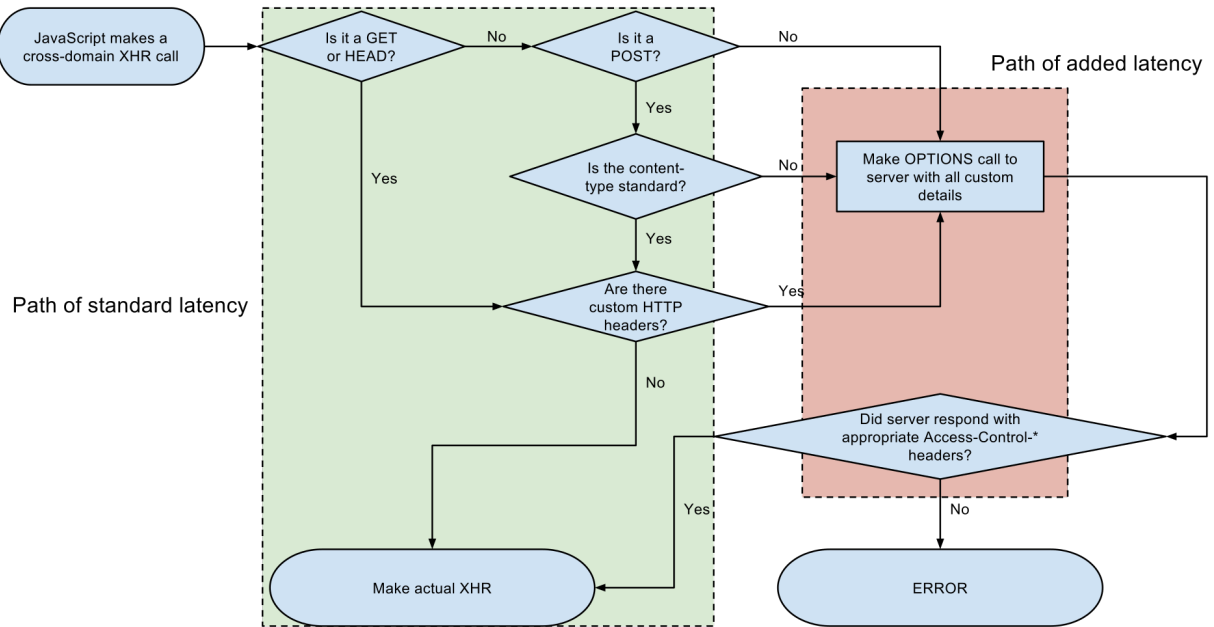 JavaScript makes a
cross-domain XHR call
Is it a GET
or HEAD?
No
Is it a
POST?
No
Path of added latency
Yes
Yes
Is the content-
type standard?
No
Make OPTIONS call to
server with all custom
details
Yes
Path of standard latency
Are there
custom HTTP
headers?
Yes
No
Did server respond with
appropriate Access-Control-*
headers?
Yes
No
Make actual XHR
ERROR